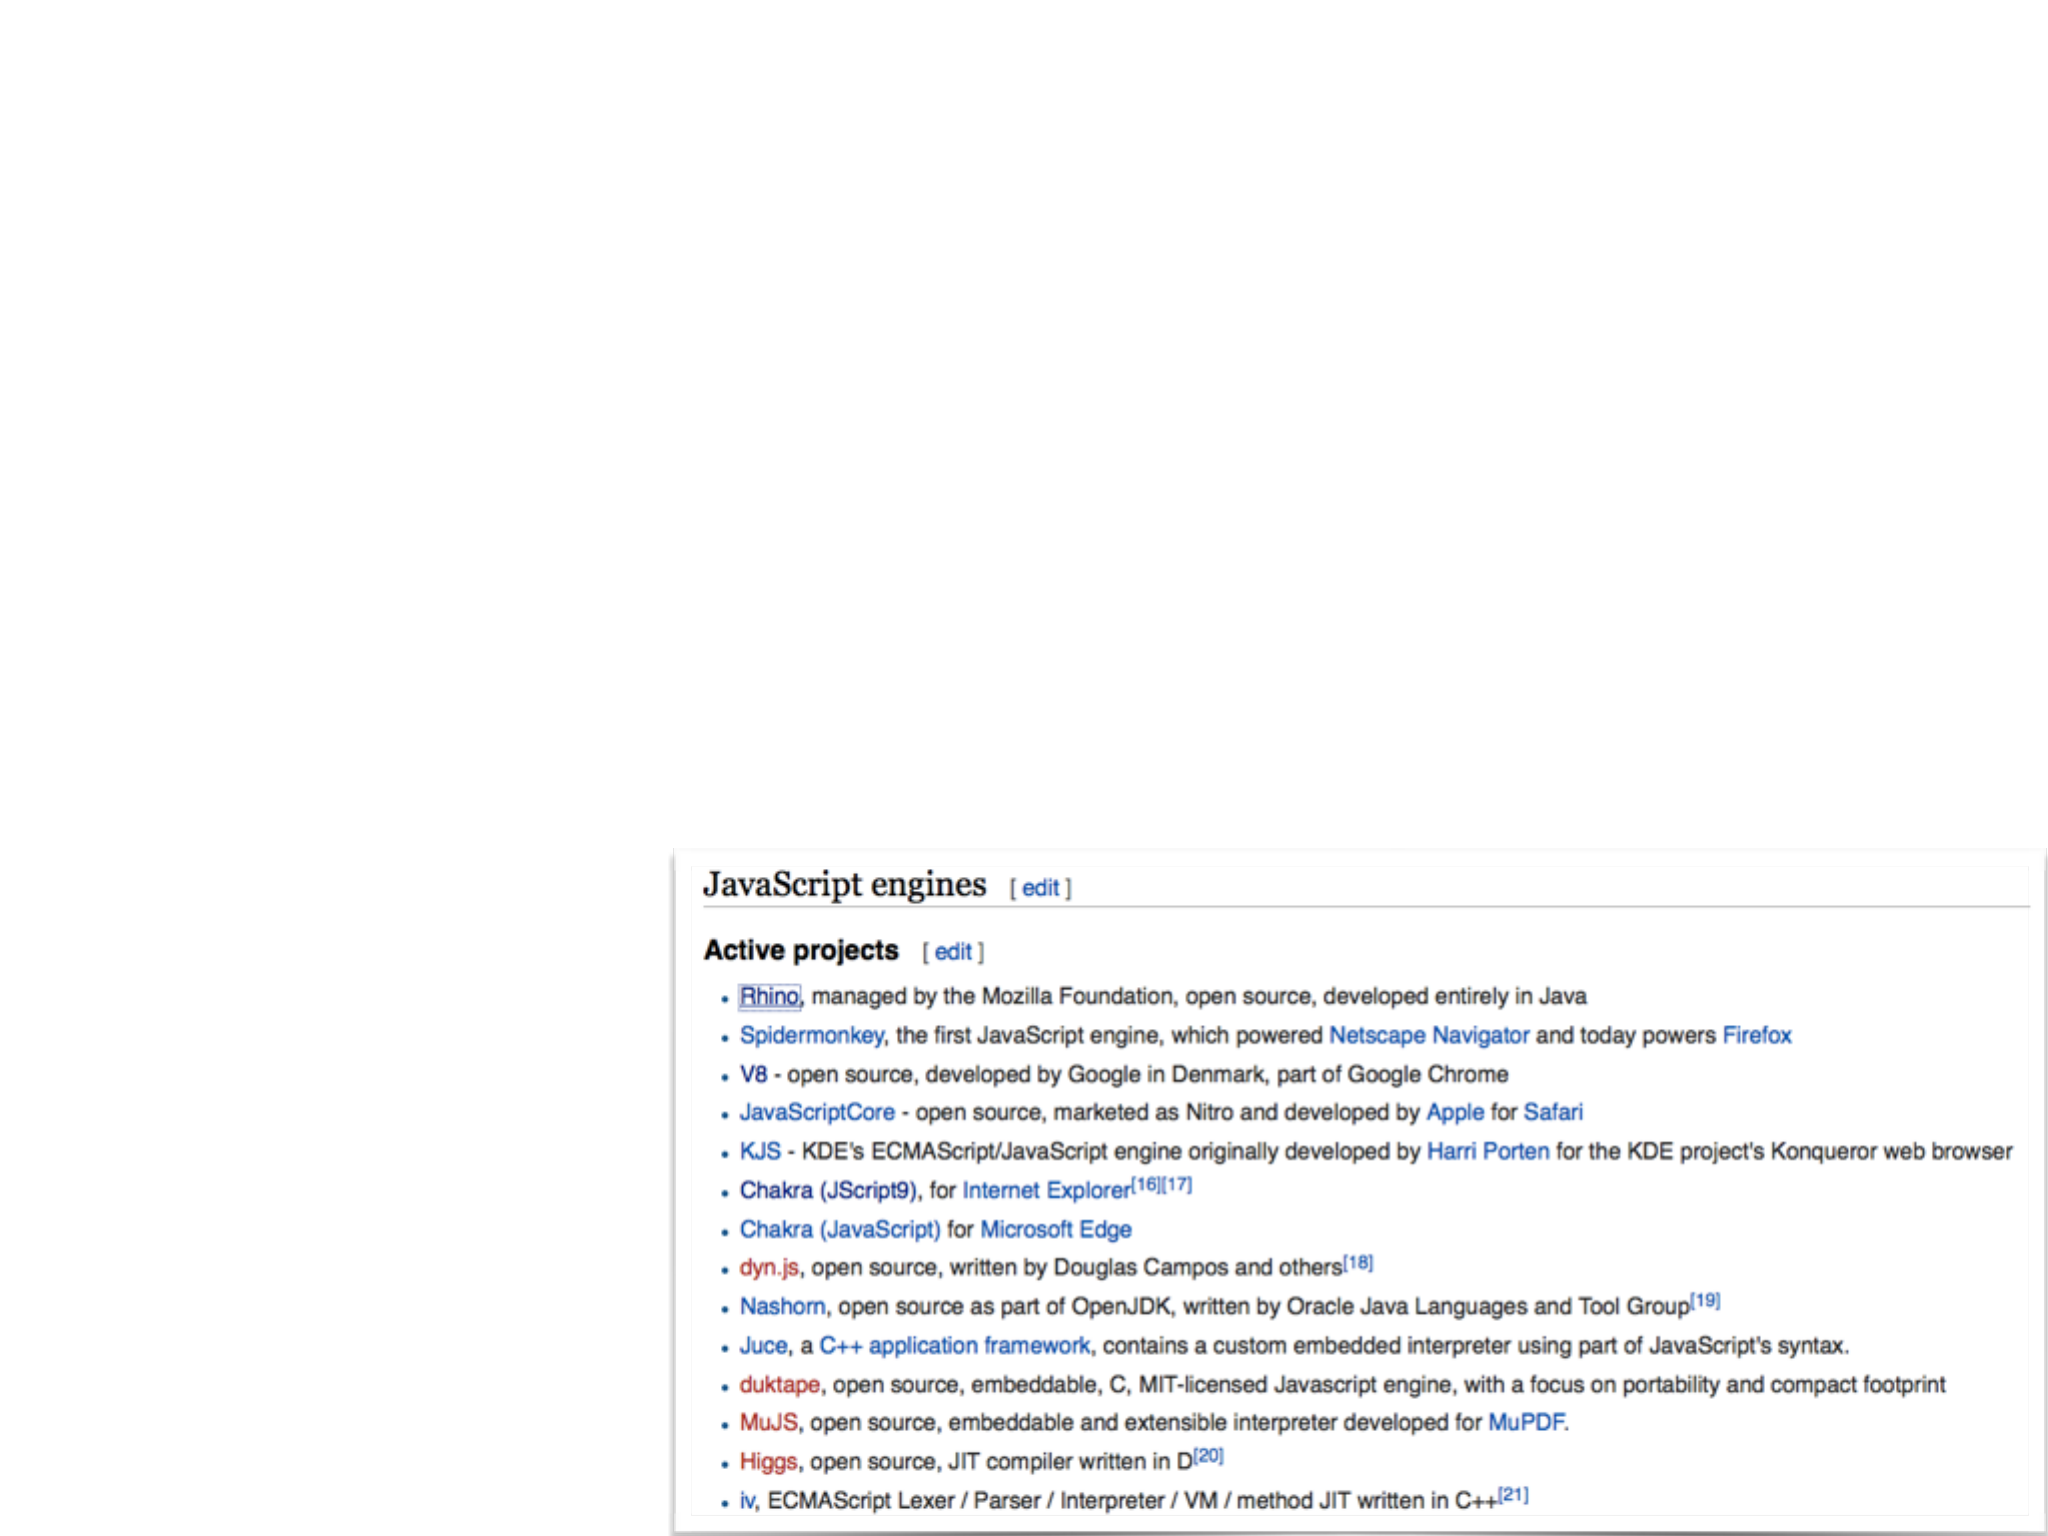 JavaScript engines [ edit ]
Active projects [ edit ]
• Rhino, managed by the Mozilla Foundation, open source, developed entirely in Java
• Spidermonkey, the first JavaScript engine, which powered Netscape Navigator and today powers Firefox
• V8 - open source, developed by Google in Denmark, part of Google Chrome
• JavaScriptCore - open source, marketed as Nitro and developed by Apple for Safari
• KJS - KDE's ECMAScript/JavaScript engine originally developed by Harri Porten for the KDE project's Konqueror web browser
• Chakra (JScript9), for Internet Explorer[16][17]
• Chakra (JavaScript) for Microsoft Edge
• dyn.js, open source, written by Douglas Campos and others[18]
• Nashorn, open source as part of OpenJDK, written by Oracle Java Languages and Tool Group[19]
• Juce, a C++ application framework, contains a custom embedded interpreter using part of JavaScript's syntax.
• duktape, open source, embeddable, C, MIT-licensed Javascript engine, with a focus on portability and compact footprint
• MuJS, open source, embeddable and extensible interpreter developed for MuPDF.
• Higgs, open source, JIT compiler written in D[20]
• iv, ECMAScript Lexer / Parser / Interpreter / VM / method JIT written in C++[21]